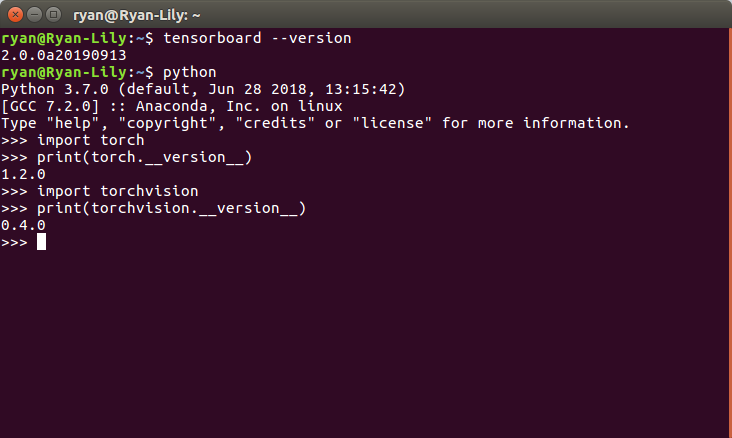 ryan@Ryan-Lily: ~
ryan@Ryan-Lily:~$ tensorboard --version
2.0.0a20190913
ryan@Ryan-Lily:~$ python
Python 3.7.0 (default, Jun 28 2018, 13:15:42)
[GCC 7.2.0] :: Anaconda, Inc. on linux
Type "help", "copyright", "credits" or "license" for more information.
>>> import torch
>>> print(torch.__version__)
1.2.0
>>> import torchvision
>>> print(torchvision.__version__)
0.4.0
>>>